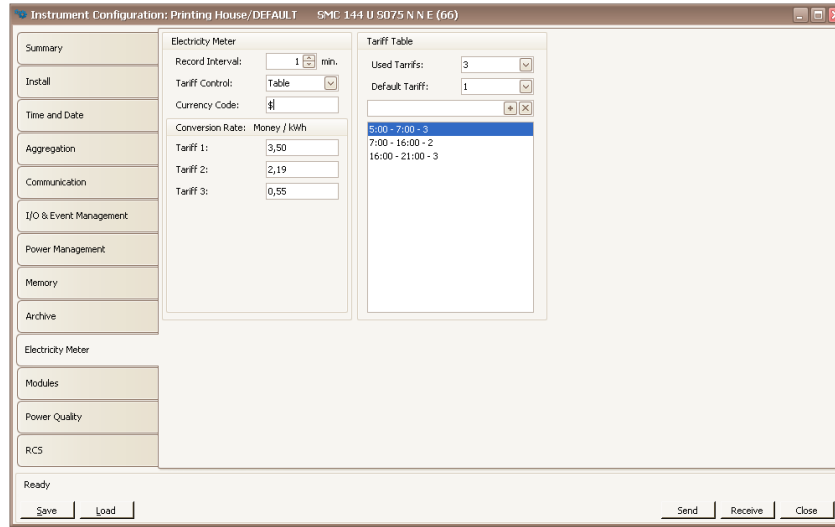 Instrument Configuration: Printing House/DEFAULT SMC 144 U S075 N N E (66)
Summary
Install
Time and Date
Aggregation
Communication
I/O & Event Management
Power Management
Memory
Archive
Electricity Meter
Modules
Power Quality
RCS
Electricity Meter
Record Interval: 1 min.
Tariff Control: Table
Currency Code: $
Conversion Rate: Money / kWh
Tariff 1: 3,50
Tariff 2: 2,19
Tariff 3: 0,55
Tariff Table
Used Tarrifs: 3
Default Tariff: 1
5:00 - 7:00 - 3
7:00 - 16:00 - 2
16:00 - 21:00 - 3
Ready
Save Load Send Receive Close